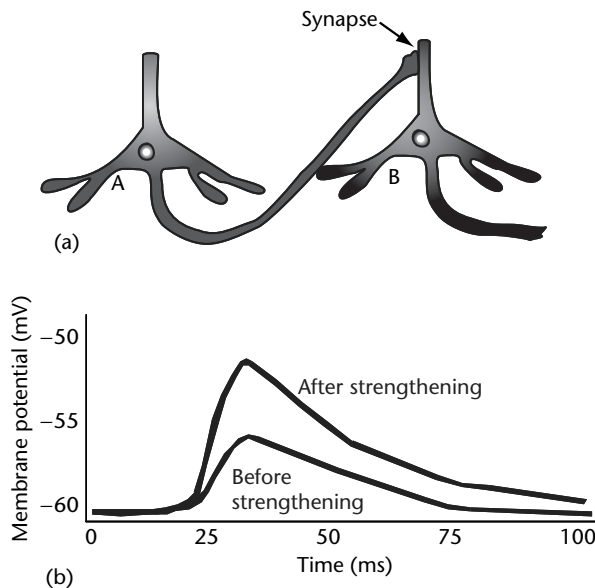 Synapse
A
B
(a)
Membrane potential (mV)
−50
−55
−60
After strengthening
Before
strengthening
0 25 50 75 100
Time (ms)
(b)